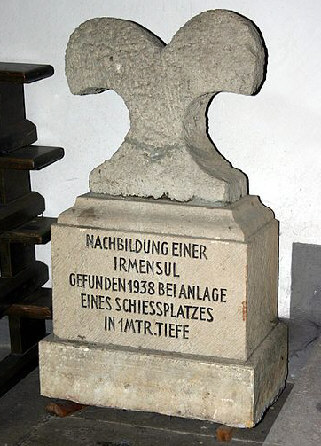 NACHBILDUNG EINER
IRMENSUL
GEFUNDEN 1938 BEI ANLAGE
EINES SCHIESSPLATZES
IN 1 MTR. TIEFE